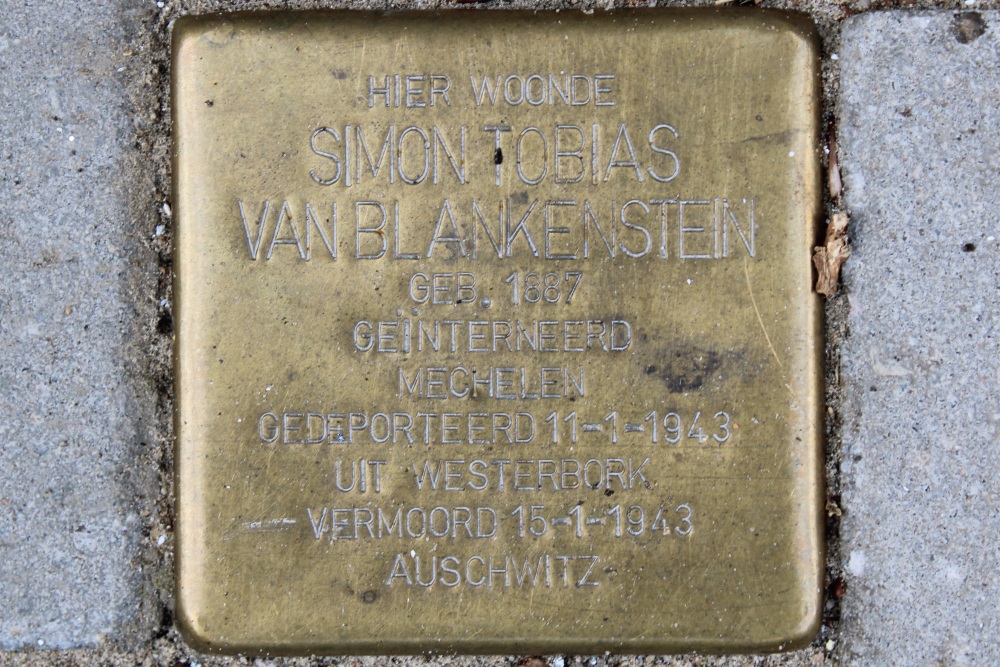 HIER WOONDE
SIMON TOBIAS
VAN BLANKENSTEIN
GEB. 1887
GEÏNTERNEERD
MECHELEN
GEDEPORTEERD 11-1-1943
UIT WESTERBORK
VERMOORD 15-1-1943
AUSCHWITZ